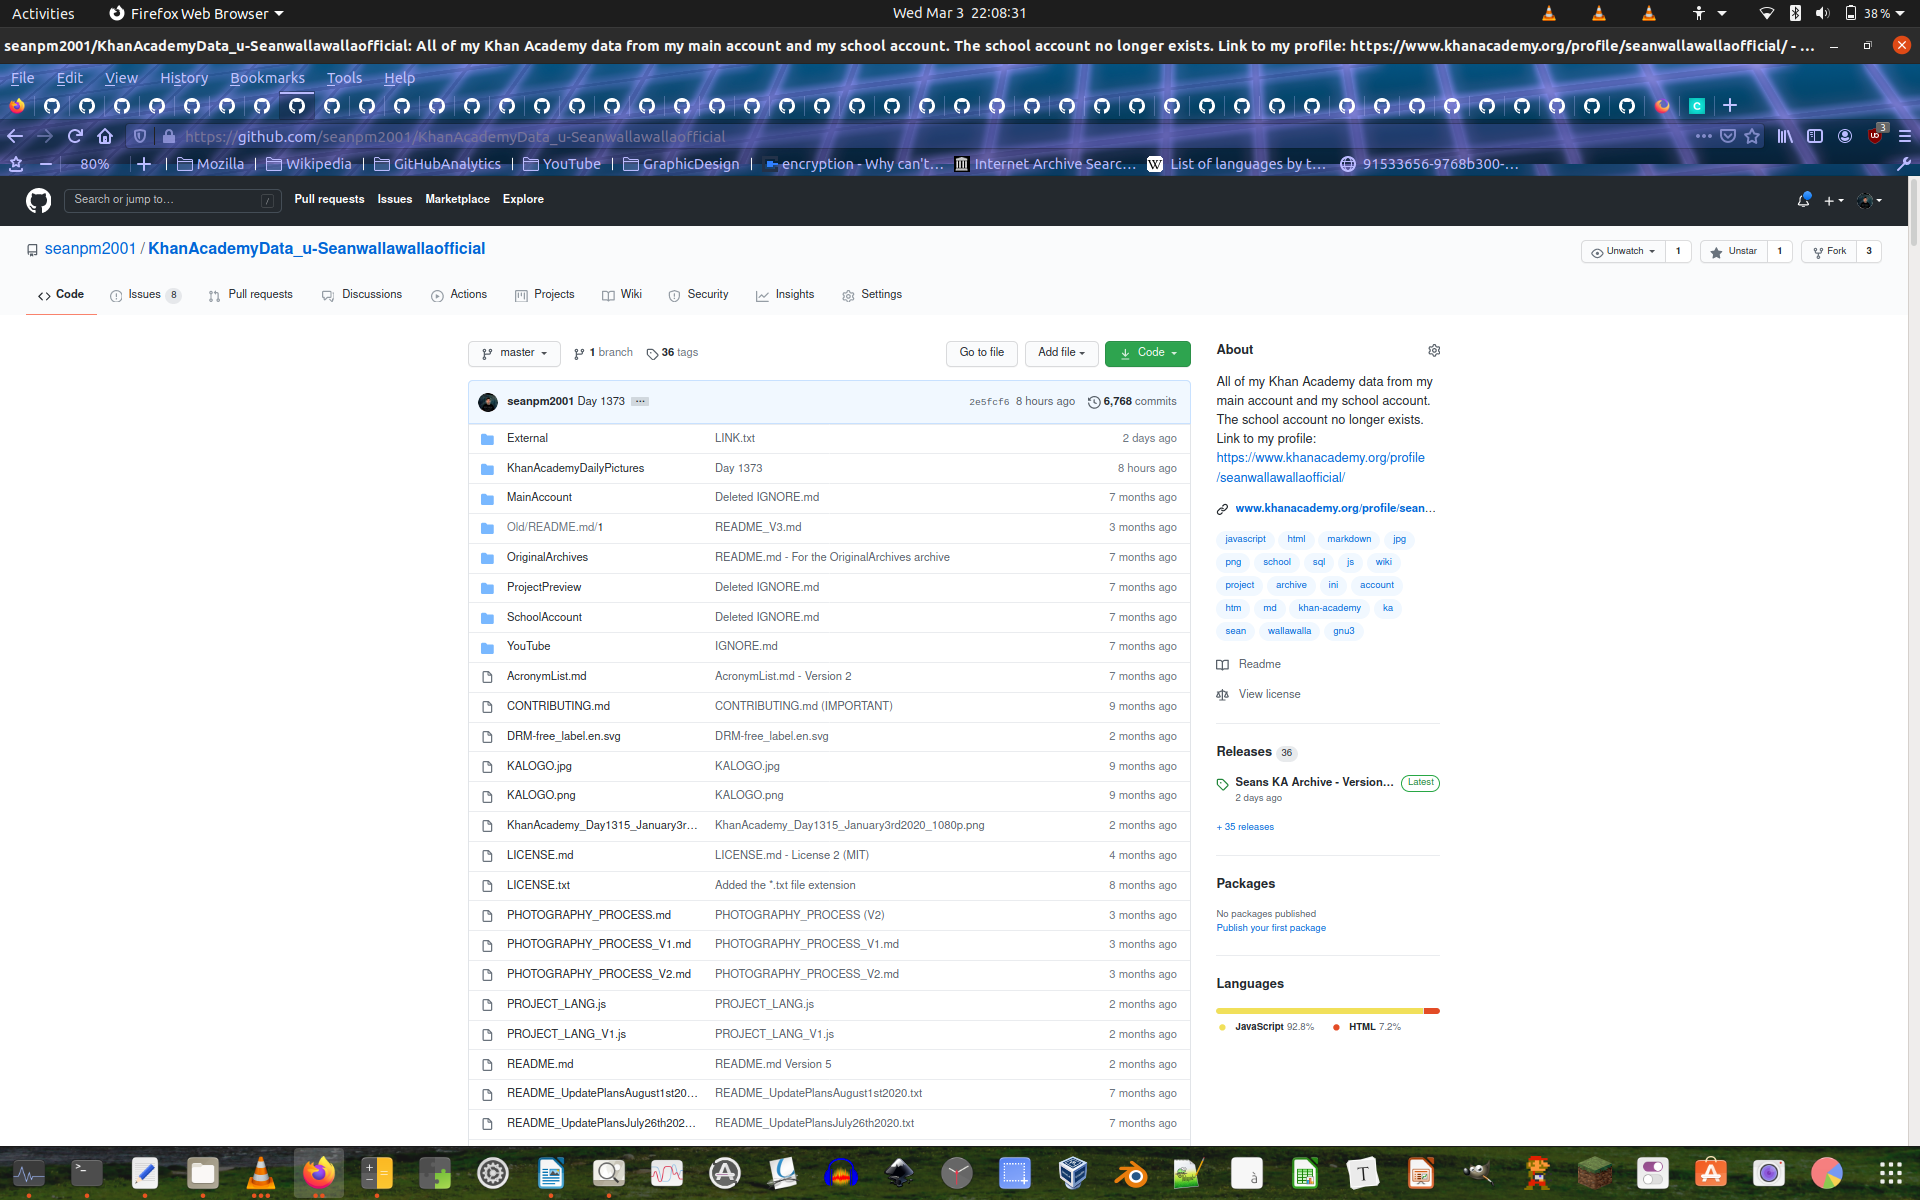 Activities Firefox Web Browser Wed Mar 3 22:08:31 38 %
seanpm2001/KhanAcademyData_u-Seanwallawallaofficial: All of my Khan Academy data from my main account and my school account. The school account no longer exists. Link to my profile: https://www.khanacademy.org/profile/seanwallawallaofficial/ - ...
File Edit View History Bookmarks Tools Help
https://github.com/seanpm2001/KhanAcademyData_u-Seanwallawallaofficial 3
80% Mozilla Wikipedia GitHubAnalytics YouTube GraphicDesign encryption - Why can't... Internet Archive Searc... List of languages by t... 91533656-9768b300-...
Search or jump to... / Pull requests Issues Marketplace Explore
seanpm2001 / KhanAcademyData_u-Seanwallawallaofficial Unwatch 1 Unstar 1 Fork 3
Code Issues 8 Pull requests Discussions Actions Projects Wiki Security Insights Settings
master 1 branch 36 tags Go to file Add file Code
seanpm2001 Day 1373 ... 2e5fcf6 8 hours ago 6,768 commits
External LINK.txt 2 days ago
KhanAcademyDailyPictures Day 1373 8 hours ago
MainAccount Deleted IGNORE.md 7 months ago
Old/README.md/1 README_V3.md 3 months ago
OriginalArchives README.md - For the OriginalArchives archive 7 months ago
ProjectPreview Deleted IGNORE.md 7 months ago
SchoolAccount Deleted IGNORE.md 7 months ago
YouTube IGNORE.md 7 months ago
AcronymList.md AcronymList.md - Version 2 7 months ago
CONTRIBUTING.md CONTRIBUTING.md (IMPORTANT) 9 months ago
DRM-free_label.en.svg DRM-free_label.en.svg 2 months ago
KALOGO.jpg KALOGO.jpg 9 months ago
KALOGO.png KALOGO.png 9 months ago
KhanAcademy_Day1315_January3r... KhanAcademy_Day1315_January3rd2020_1080p.png 2 months ago
LICENSE.md LICENSE.md - License 2 (MIT) 4 months ago
LICENSE.txt Added the *.txt file extension 8 months ago
PHOTOGRAPHY_PROCESS.md PHOTOGRAPHY_PROCESS (V2) 3 months ago
PHOTOGRAPHY_PROCESS_V1.md PHOTOGRAPHY_PROCESS_V1.md 3 months ago
PHOTOGRAPHY_PROCESS_V2.md PHOTOGRAPHY_PROCESS_V2.md 3 months ago
PROJECT_LANG.js PROJECT_LANG.js 2 months ago
PROJECT_LANG_V1.js PROJECT_LANG_V1.js 2 months ago
README.md README.md Version 5 2 months ago
README_UpdatePlansAugust1st20... README_UpdatePlansAugust1st2020.txt 7 months ago
README_UpdatePlansJuly26th202... README_UpdatePlansJuly26th2020.txt 7 months ago
About
All of my Khan Academy data from my
main account and my school account.
The school account no longer exists.
Link to my profile:
https://www.khanacademy.org/profile
/seanwallawallaofficial/
www.khanacademy.org/profile/sean...
javascript html markdown jpg
png school sql js wiki
project archive ini account
htm md khan-academy ka
sean wallawalla gnu3
Readme
View license
Releases 36
Seans KA Archive - Version... Latest
2 days ago
+ 35 releases
Packages
No packages published
Publish your first package
Languages
JavaScript 92.8% HTML 7.2%